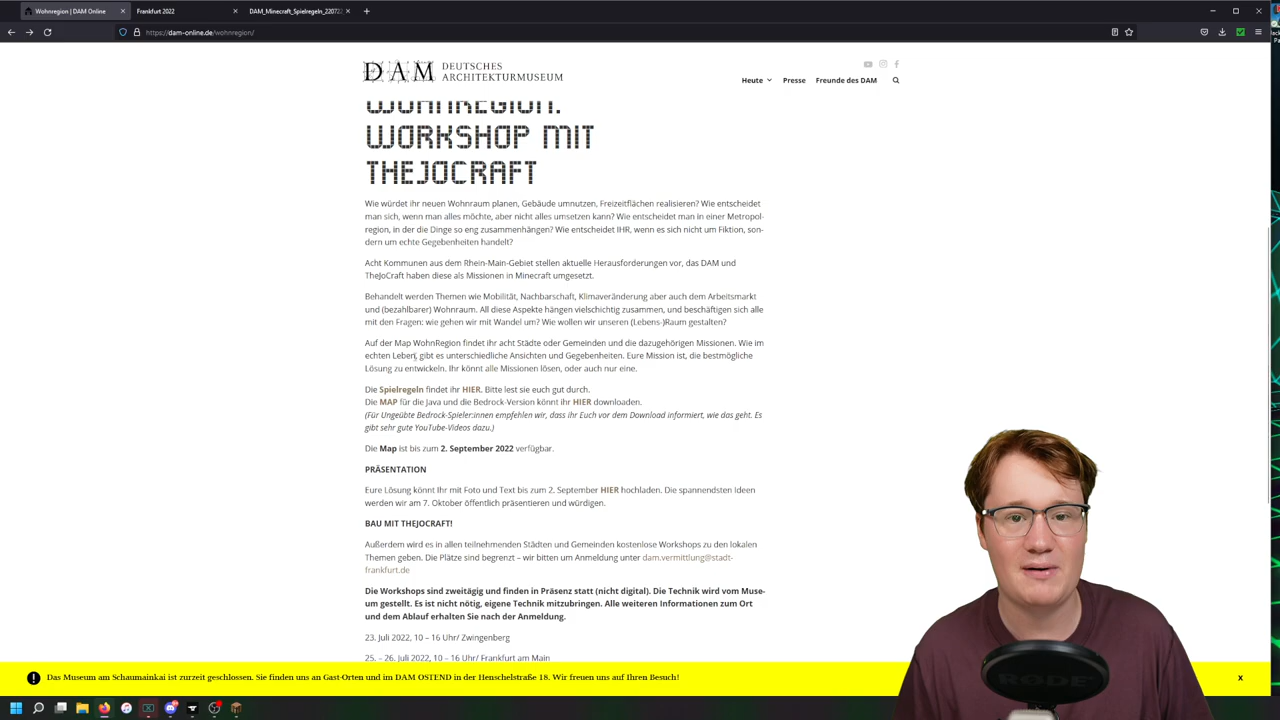 Wohnregion | DAM Online
Frankfurt 2022
DAM_Minecraft_Spielregeln_22072
https://dam-online.de/wohnregion/
DAM DEUTSCHES
ARCHITEKTURMUSEUM
Heute
Presse
Freunde des DAM
WOHNREGION.
WORKSHOP MIT
THEJOCRAFT
Wie würdet ihr neuen Wohnraum planen, Gebäude umnutzen, Freizeitflächen realisieren? Wie entscheidet
man sich, wenn man alles möchte, aber nicht alles umsetzen kann? Wie entscheidet man in einer Metropol-
region, in der die Dinge so eng zusammenhängen? Wie entscheidet IHR, wenn es sich nicht um Fiktion, son-
dern um echte Gegebenheiten handelt?
Acht Kommunen aus dem Rhein-Main-Gebiet stellen aktuelle Herausforderungen vor, das DAM und
TheJoCraft haben diese als Missionen in Minecraft umgesetzt.
Behandelt werden Themen wie Mobilität, Nachbarschaft, Klimaveränderung aber auch dem Arbeitsmarkt
und (bezahlbarer) Wohnraum. All diese Aspekte hängen vielschichtig zusammen, und beschäftigen sich alle
mit den Fragen: wie gehen wir mit Wandel um? Wie wollen wir unseren (Lebens-)Raum gestalten?
Auf der Map WohnRegion findet ihr acht Städte oder Gemeinden und die dazugehörigen Missionen. Wie im
echten Leben, gibt es unterschiedliche Ansichten und Gegebenheiten. Eure Mission ist, die bestmögliche
Lösung zu entwickeln. Ihr könnt alle Missionen lösen, oder auch nur eine.
Die Spielregeln findet ihr HIER. Bitte lest sie euch gut durch.
Die MAP für die Java und die Bedrock-Version könnt ihr HIER downloaden.
(Für Ungeübte Bedrock-Spieler:innen empfehlen wir, dass ihr Euch vor dem Download informiert, wie das geht. Es
gibt sehr gute YouTube-Videos dazu.)
Die Map ist bis zum 2. September 2022 verfügbar.
PRÄSENTATION
Eure Lösung könnt Ihr mit Foto und Text bis zum 2. September HIER hochladen. Die spannendsten Ideen
werden wir am 7. Oktober öffentlich präsentieren und würdigen.
BAU MIT THEJOCRAFT!
Außerdem wird es in allen teilnehmenden Städten und Gemeinden kostenlose Workshops zu den lokalen
Themen geben. Die Plätze sind begrenzt – wir bitten um Anmeldung unter dam.vermittlung@stadt-
frankfurt.de
Die Workshops sind zweitägig und finden in Präsenz statt (nicht digital). Die Technik wird vom Muse-
um gestellt. Es ist nicht nötig, eigene Technik mitzubringen. Alle weiteren Informationen zum Ort
und dem Ablauf erhalten Sie nach der Anmeldung.
23. Juli 2022, 10 – 16 Uhr/ Zwingenberg
25. – 26. Juli 2022, 10 – 16 Uhr/ Frankfurt am Main
Das Museum am Schaumainkai ist zurzeit geschlossen. Sie finden uns an Gast-Orten und im DAM OSTEND in der Henschelstraße 18. Wir freuen uns auf Ihren Besuch!
X
RØDE